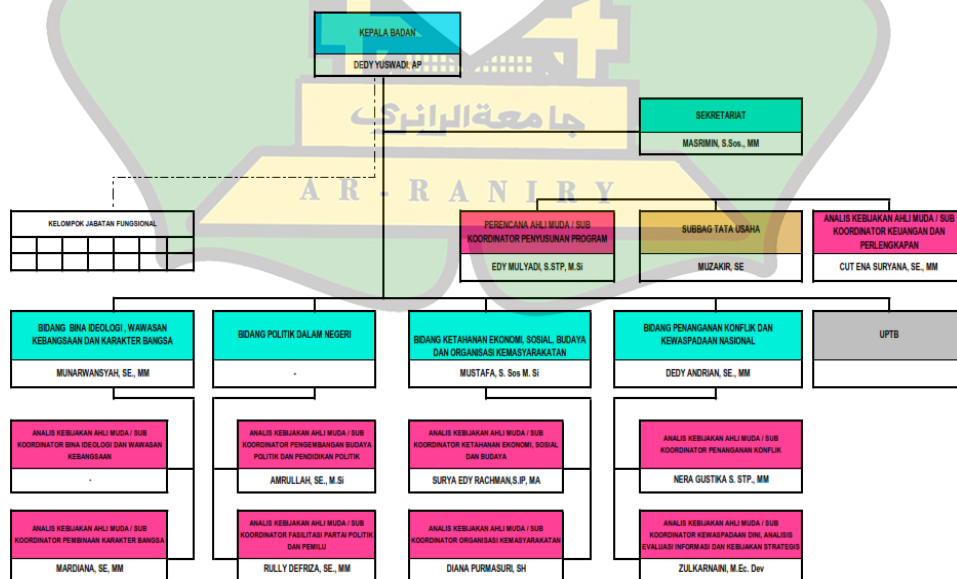 KEPALA BADAN
DEDY YUSWADI, AP
جامعة الرانري
SEKRETARIAT
MASRIMIN, S.Sos., MM
A R - R A N I R Y
KELOMPOK JABATAN FUNGSIONAL
PERENCANA AHLI MUDA / SUB
KOORDINATOR PENYUSUNAN PROGRAM
EDY MULYADI, S.STP, M.Si
SUBBAG TATA USAHA
MUZAKIR, SE
ANALIS KEBIJAKAN AHLI MUDA / SUB
KOORDINATOR KEUANGAN DAN
PERLENGKAPAN
CUT ENA SURYANA, SE., MM
BIDANG BINA IDEOLOGI , WAWASAN
KEBANGSAAN DAN KARAKTER BANGSA
MUNARWANSYAH, SE., MM
BIDANG POLITIK DALAM NEGERI
-
BIDANG KETAHANAN EKONOMI, SOSIAL, BUDAYA
DAN ORGANISASI KEMASYARAKATAN
MUSTAFA, S. Sos M. Si
BIDANG PENANGANAN KONFLIK DAN
KEWASPADAAN NASIONAL
DEDY ANDRIAN, SE., MM
UPTB
ANALIS KEBIJAKAN AHLI MUDA / SUB
KOORDINATOR BINA IDEOLOGI DAN WAWASAN
KEBANGSAAN
-
ANALIS KEBIJAKAN AHLI MUDA / SUB
KOORDINATOR PENGEMBANGAN BUDAYA
POLITIK DAN PENDIDIKAN POLITIK
AMRULLAH, SE., M.Si
ANALIS KEBIJAKAN AHLI MUDA / SUB
KOORDINATOR KETAHANAN EKONOMI, SOSIAL
DAN BUDAYA
SURYA EDY RACHMAN,S.IP, MA
ANALIS KEBIJAKAN AHLI MUDA / SUB
KOORDINATOR PENANGANAN KONFLIK
NERA GUSTIKA S. STP., MM
ANALIS KEBIJAKAN AHLI MUDA / SUB
KOORDINATOR PEMBINAAN KARAKTER BANGSA
MARDIANA, SE, MM
ANALIS KEBIJAKAN AHLI MUDA / SUB
KOORDINATOR FASILITASI PARTAI POLITIK
DAN PEMILU
RULLY DEFRIZA, SE., MM
ANALIS KEBIJAKAN AHLI MUDA / SUB
KOORDINATOR ORGANISASI KEMASYARAKATAN
DIANA PURMASURI, SH
ANALIS KEBIJAKAN AHLI MUDA / SUB
KOORDINATOR KEWASPADAAN DINI, ANALISIS
EVALUASI INFORMASI DAN KEBIJAKAN STRATEGIS
ZULKARNAINI, M.Ec. Dev